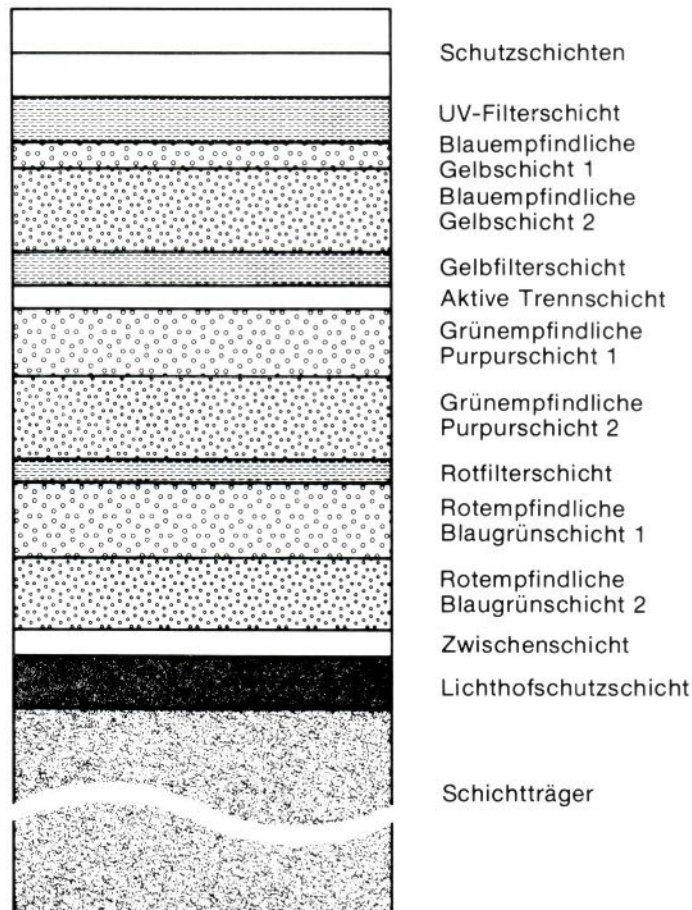 Schutzschichten
UV-Filterschicht
Blauempfindliche
Gelbschicht 1
Blauempfindliche
Gelbschicht 2
Gelbfilterschicht
Aktive Trennschicht
Grünempfindliche
Purpurschicht 1
Grünempfindliche
Purpurschicht 2
Rotfilterschicht
Rotempfindliche
Blaugrünschicht 1
Rotempfindliche
Blaugrünschicht 2
Zwischenschicht
Lichthofschutzschicht
Schichtträger